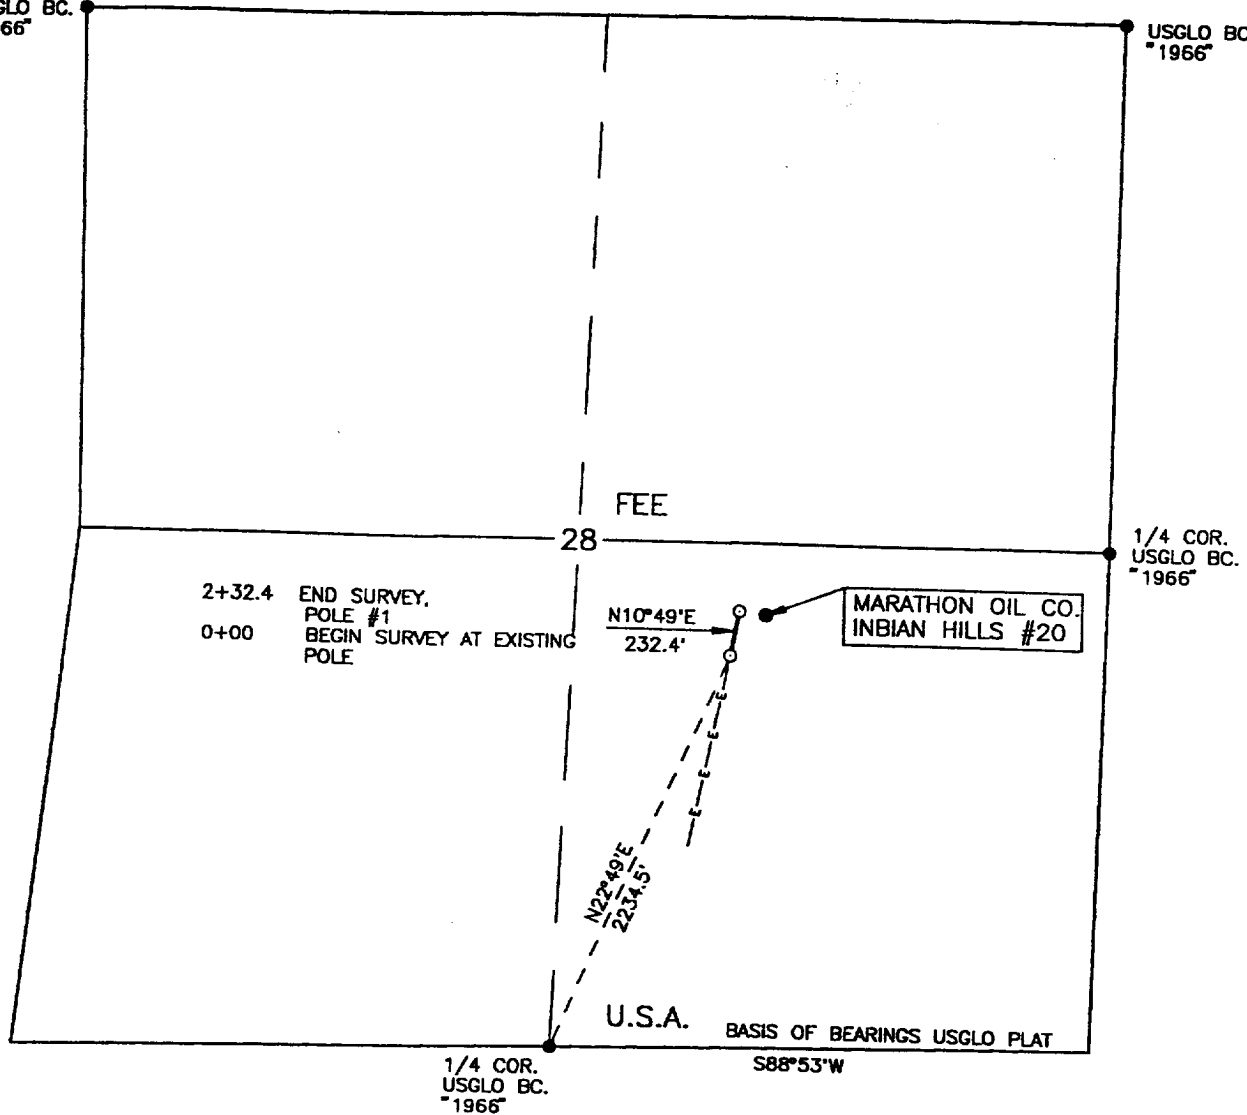 GLO BC.
66"
USGLO BC
"1966"
FEE
28
1/4 COR.
USGLO BC.
"1966"
2+32.4 END SURVEY,
POLE #1
0+00 BEGIN SURVEY AT EXISTING
POLE
N10°49'E
232.4'
MARATHON OIL CO.
INBIAN HILLS #20
E
E
E
E
N22°49'E
2234.5'
U.S.A.
BASIS OF BEARINGS USGLO PLAT
S88°53'W
1/4 COR.
USGLO BC.
"1966"